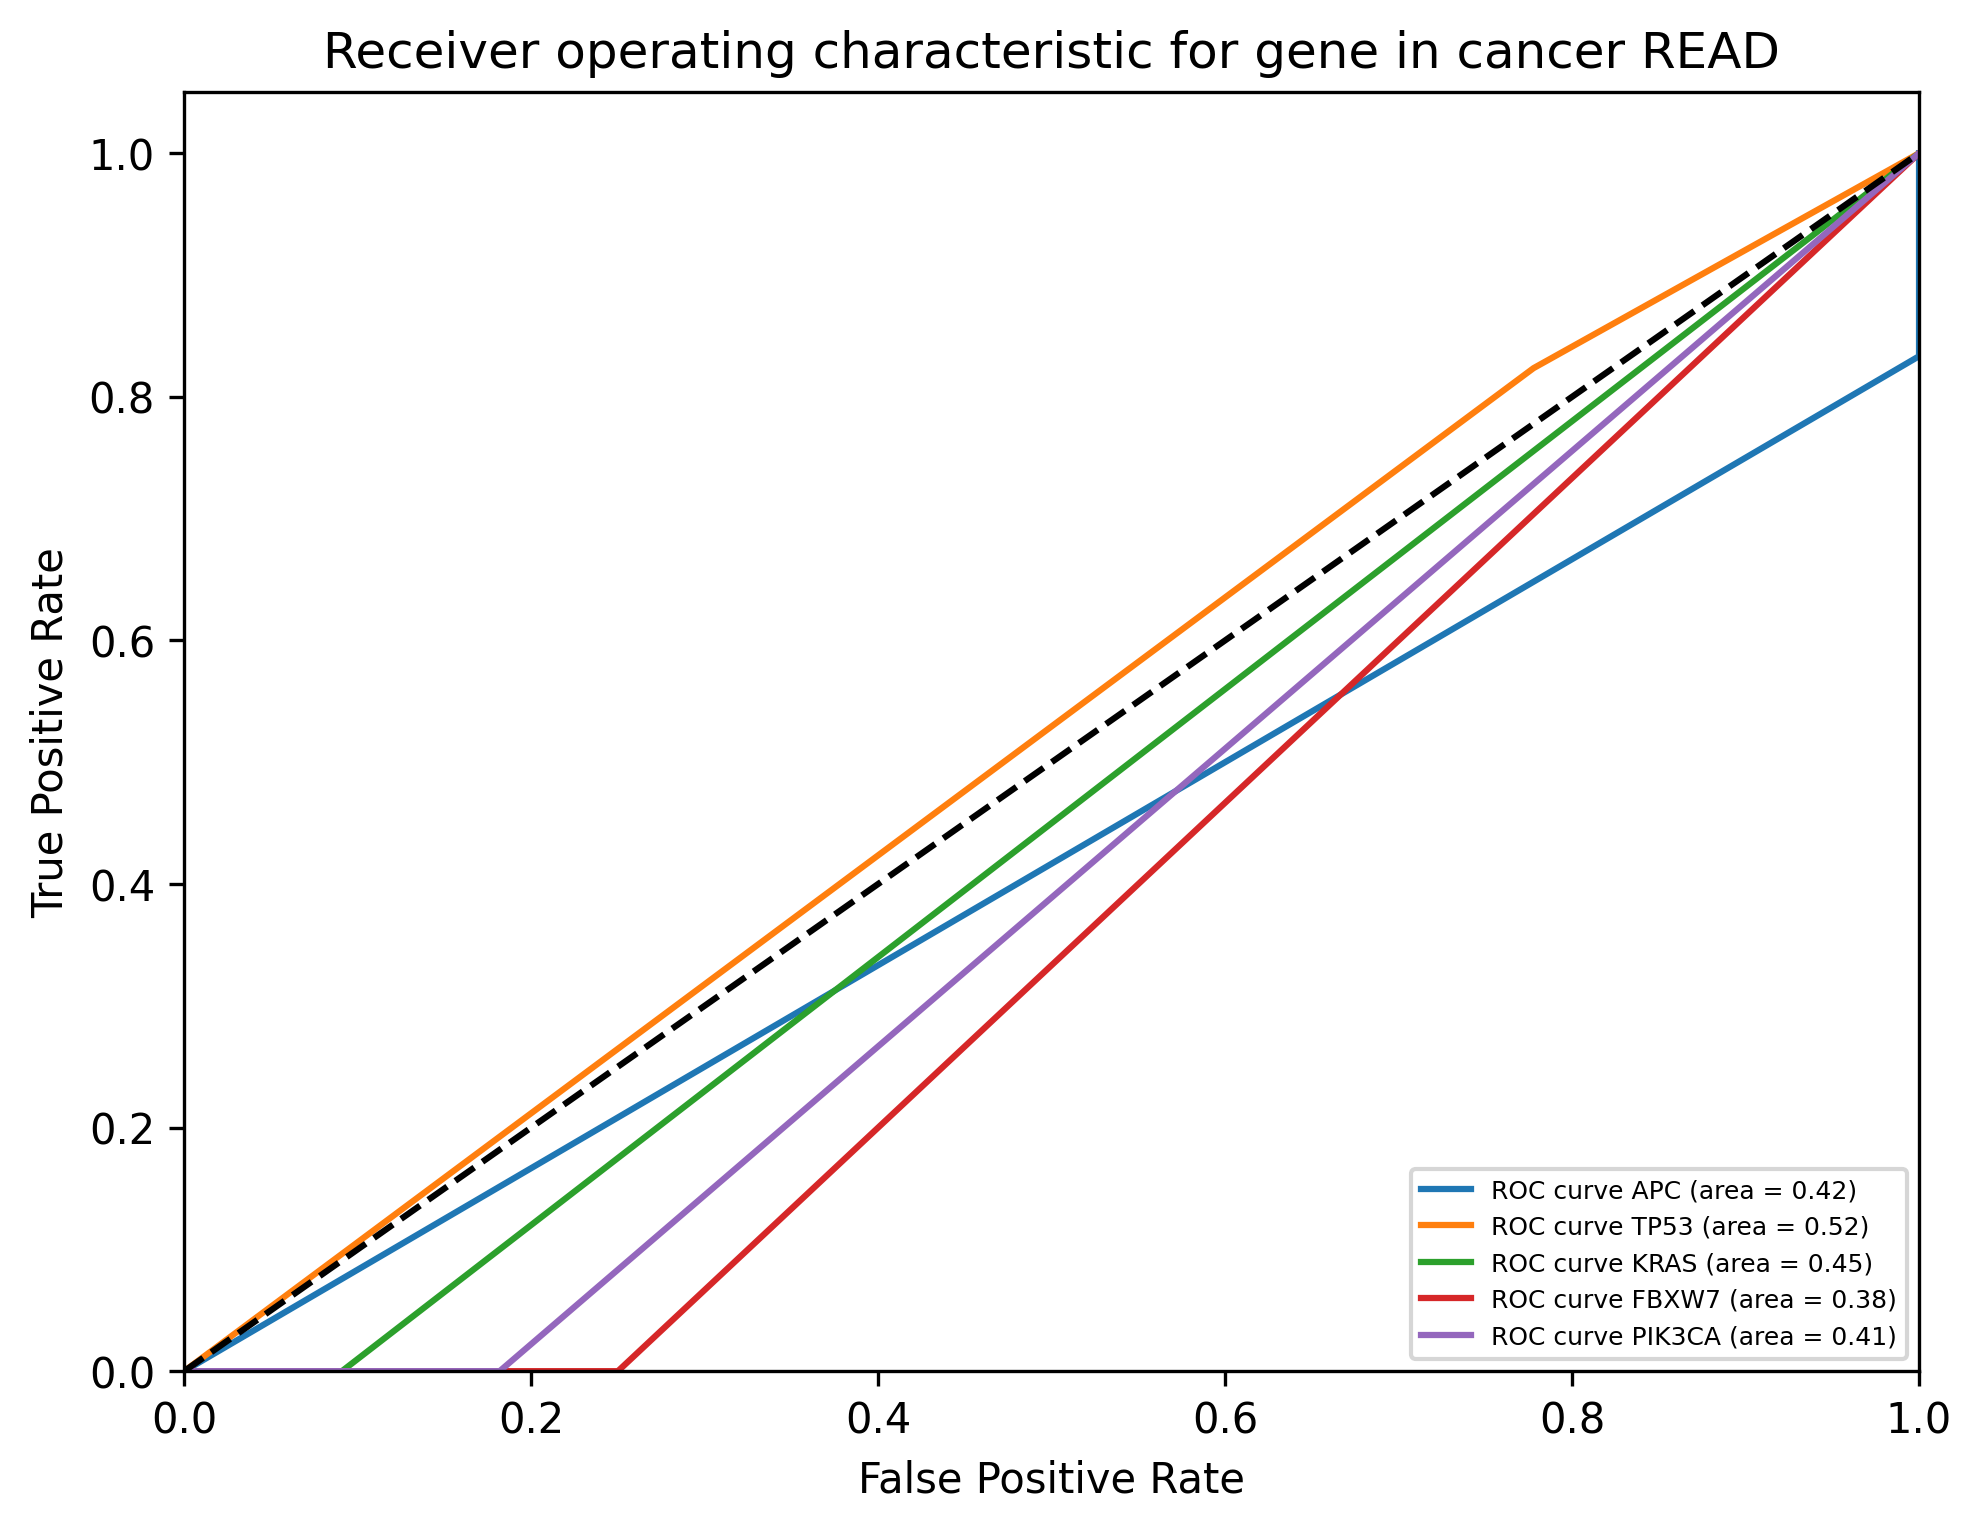 Receiver operating characteristic for gene in cancer READ
1.0
0.8
0.6
0.4
0.2
0.0
True Positive Rate
ROC curve APC (area = 0.42)
ROC curve TP53 (area = 0.52)
ROC curve KRAS (area = 0.45)
ROC curve FBXW7 (area = 0.38)
ROC curve PIK3CA (area = 0.41)
0.0 0.2 0.4 0.6 0.8 1.0
False Positive Rate